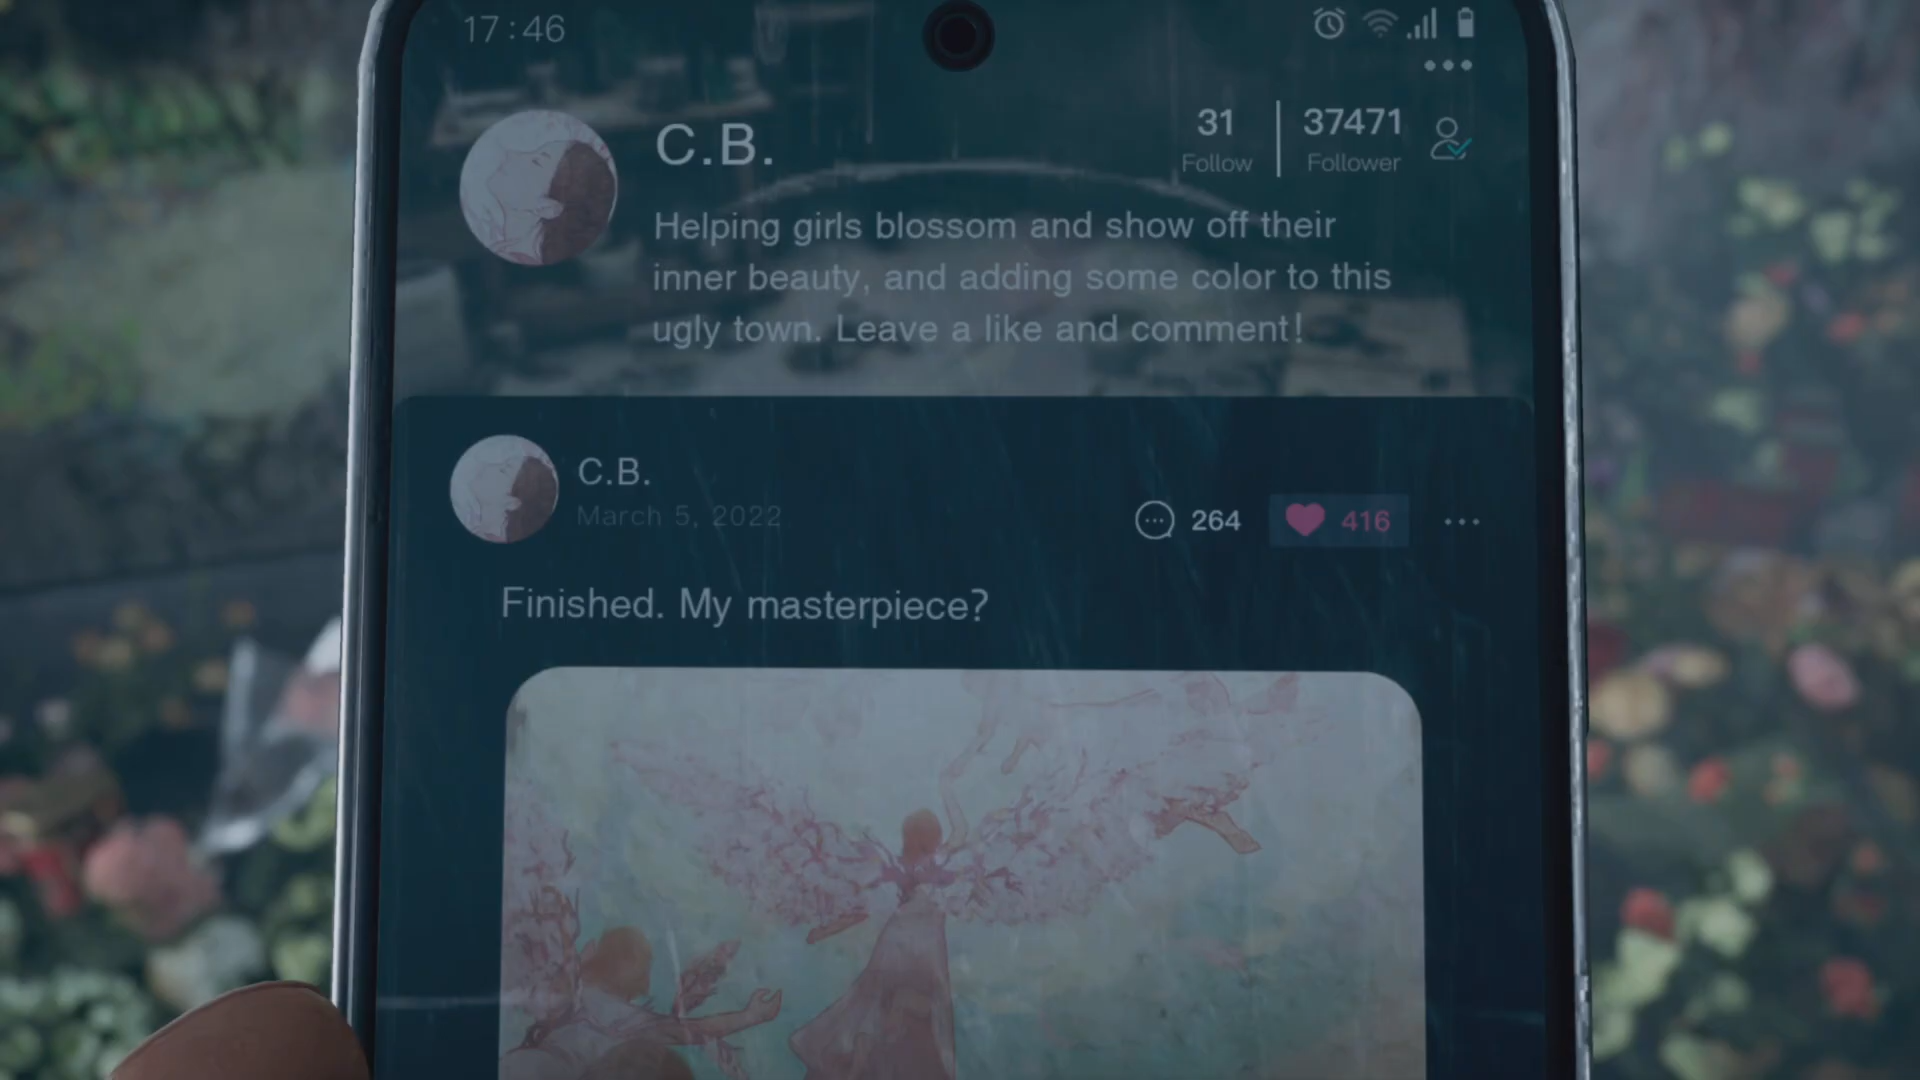 17:46
C.B.
31
Follow
37471
Follower
Helping girls blossom and show off their
inner beauty, and adding some color to this
ugly town. Leave a like and comment!
C.B.
March 5, 2022
264
416
Finished. My masterpiece?